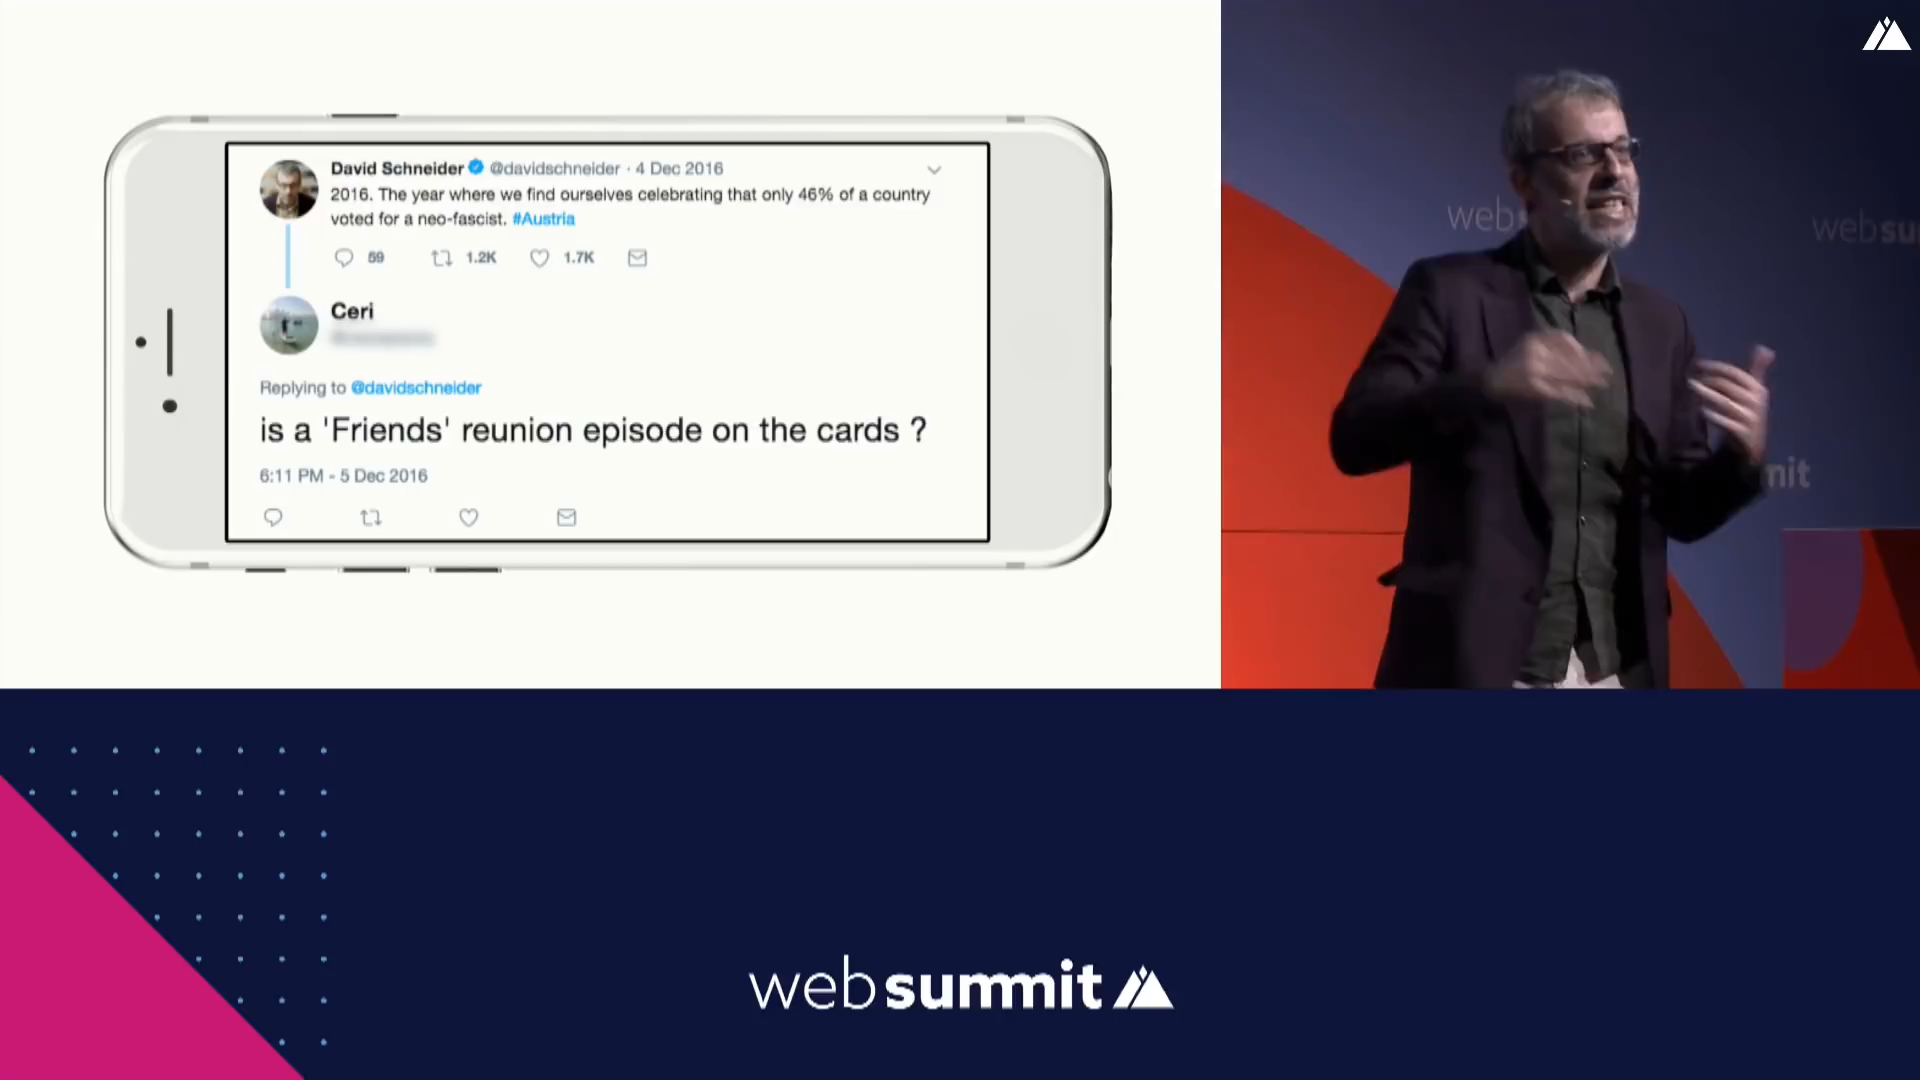 David Schneider @davidschneider · 4 Dec 2016
2016. The year where we find ourselves celebrating that only 46% of a country
voted for a neo-fascist. #Austria
59 1.2K 1.7K
Ceri
Replying to @davidschneider
is a 'Friends' reunion episode on the cards ?
6:11 PM - 5 Dec 2016
web
websu
mit
web summit